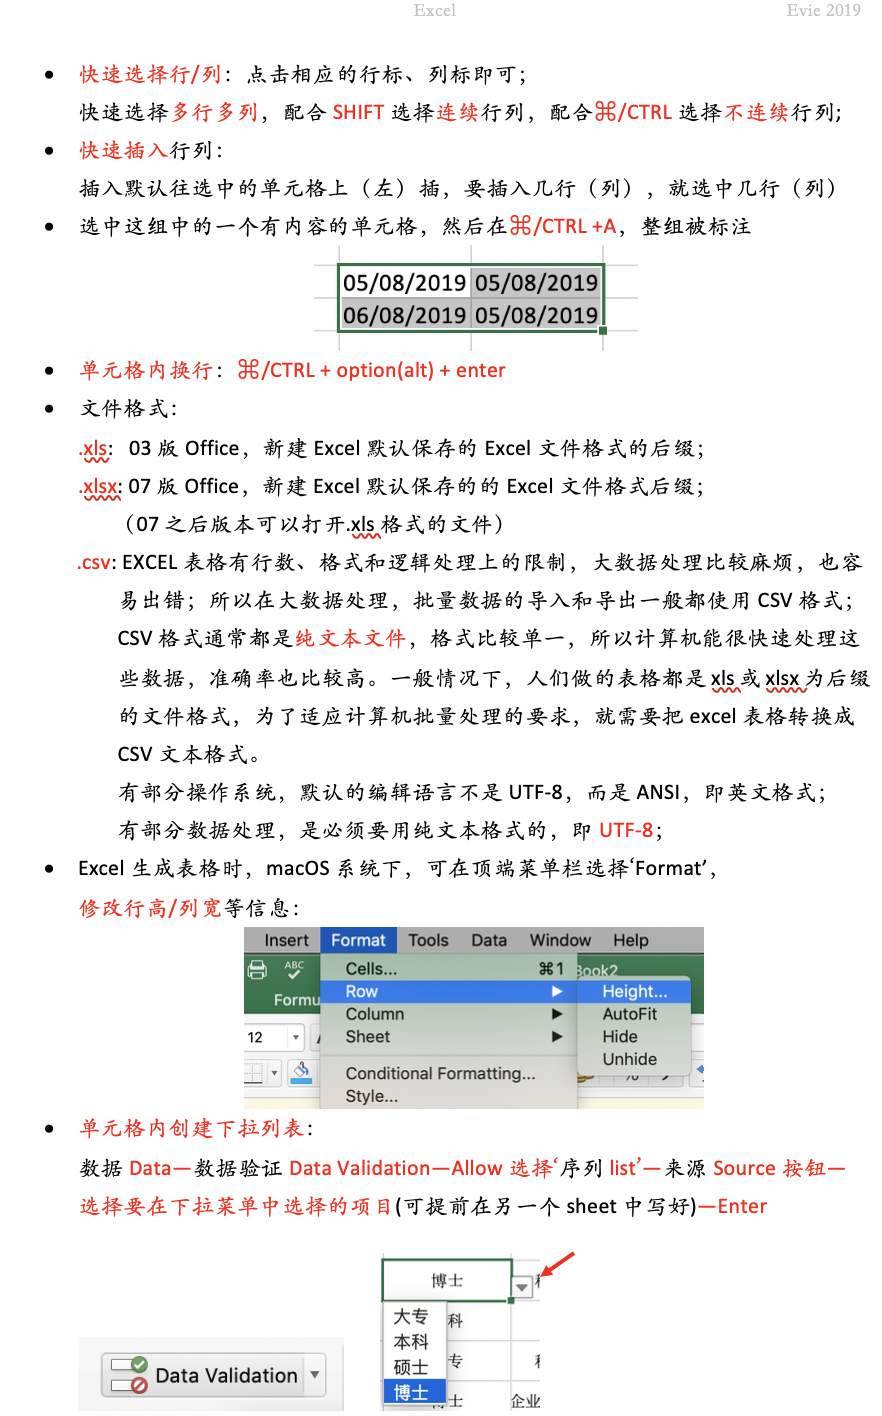 Excel Evie 2019
• 快速选择行/列：点击相应的行标、列标即可；
快速选择多行多列，配合 SHIFT 选择连续行列，配合⌘/CTRL 选择不连续行列;
• 快速插入行列：
插入默认往选中的单元格上（左）插，要插入几行（列），就选中几行（列）
• 选中这组中的一个有内容的单元格，然后在⌘/CTRL +A，整组被标注
05/08/2019 05/08/2019
06/08/2019 05/08/2019
• 单元格内换行：⌘/CTRL + option(alt) + enter
• 文件格式：
.xls: 03 版 Office，新建 Excel 默认保存的 Excel 文件格式的后缀；
.xlsx: 07 版 Office，新建 Excel 默认保存的的 Excel 文件格式后缀；
（07 之后版本可以打开.xls 格式的文件）
.csv: EXCEL 表格有行数、格式和逻辑处理上的限制，大数据处理比较麻烦，也容
易出错；所以在大数据处理，批量数据的导入和导出一般都使用 CSV 格式；
CSV 格式通常都是纯文本文件，格式比较单一，所以计算机能很快速处理这
些数据，准确率也比较高。一般情况下，人们做的表格都是 xls 或 xlsx 为后缀
的文件格式，为了适应计算机批量处理的要求，就需要把 excel 表格转换成
CSV 文本格式。
有部分操作系统，默认的编辑语言不是 UTF-8，而是 ANSI，即英文格式；
有部分数据处理，是必须要用纯文本格式的，即 UTF-8；
• Excel 生成表格时，macOS 系统下，可在顶端菜单栏选择‘Format’，
修改行高/列宽等信息：
Insert Format Tools Data Window Help
ABC Cells... ⌘1 Book2
Row Height...
Formu Column AutoFit
12 Sheet Hide
Unhide
Conditional Formatting...
Style...
• 单元格内创建下拉列表：
数据 Data—数据验证 Data Validation—Allow 选择‘序列 list’—来源 Source 按钮—
选择要在下拉菜单中选择的项目(可提前在另一个 sheet 中写好)—Enter
博士
大专 科
本科
硕士 专
博士 士 企业
Data Validation